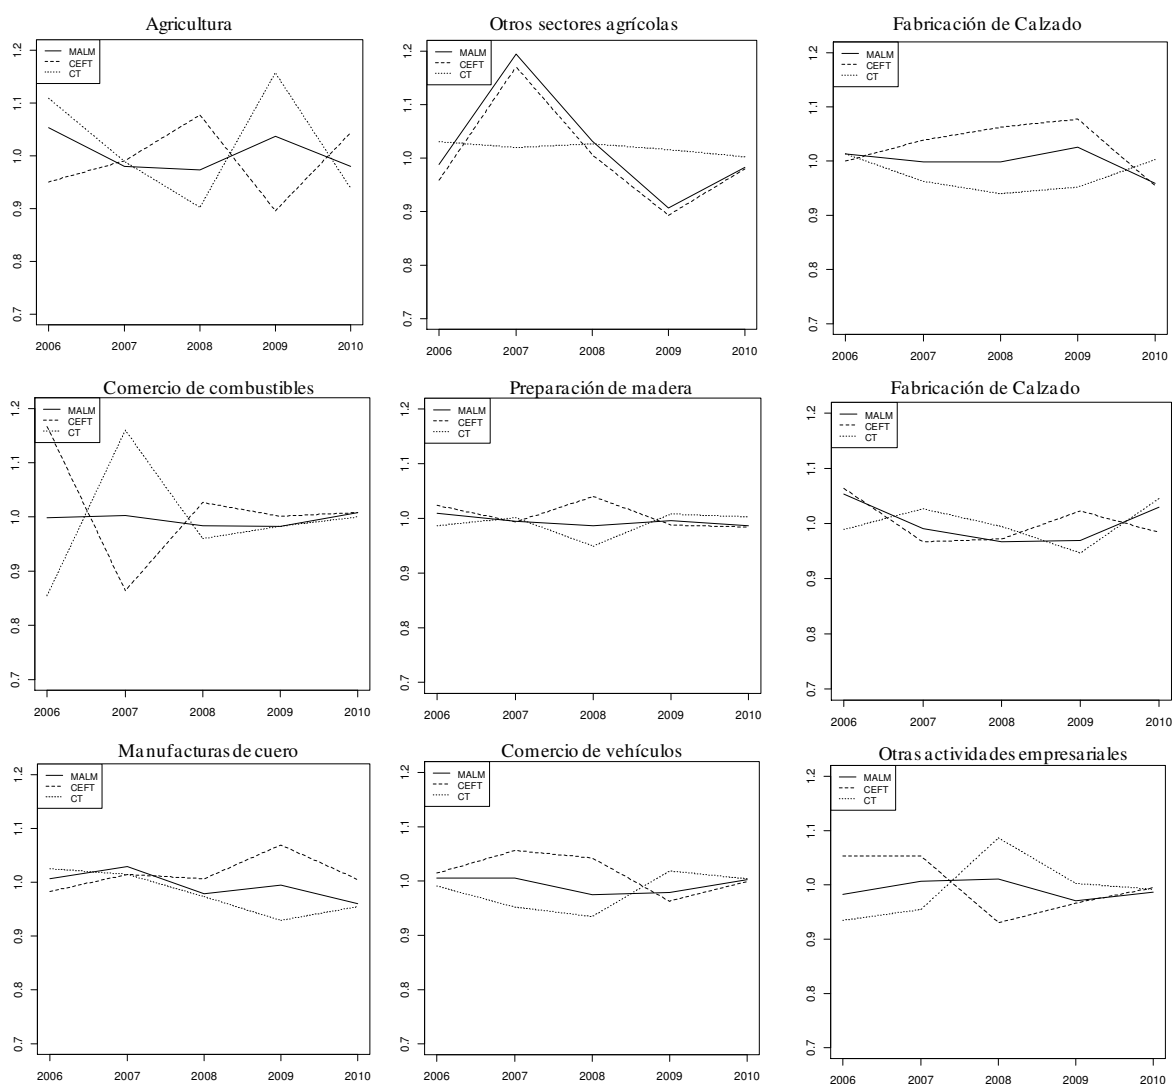 Agricultura
MALM
CEFT
CT
1.2
1.1
1.0
0.9
0.8
0.7
2006 2007 2008 2009 2010
Otros sectores agrícolas
MALM
CEFT
CT
1.2
1.1
1.0
0.9
0.8
0.7
2006 2007 2008 2009 2010
Fabricación de Calzado
MALM
CEFT
CT
1.2
1.1
1.0
0.9
0.8
0.7
2006 2007 2008 2009 2010
Comercio de combustibles
MALM
CEFT
CT
1.2
1.1
1.0
0.9
0.8
0.7
2006 2007 2008 2009 2010
Preparación de madera
MALM
CEFT
CT
1.2
1.1
1.0
0.9
0.8
0.7
2006 2007 2008 2009 2010
Fabricación de Calzado
MALM
CEFT
CT
1.2
1.1
1.0
0.9
0.8
0.7
2006 2007 2008 2009 2010
Manufacturas de cuero
MALM
CEFT
CT
1.2
1.1
1.0
0.9
0.8
0.7
2006 2007 2008 2009 2010
Comercio de vehículos
MALM
CEFT
CT
1.2
1.1
1.0
0.9
0.8
0.7
2006 2007 2008 2009 2010
Otras actividades empresariales
MALM
CEFT
CT
1.2
1.1
1.0
0.9
0.8
0.7
2006 2007 2008 2009 2010